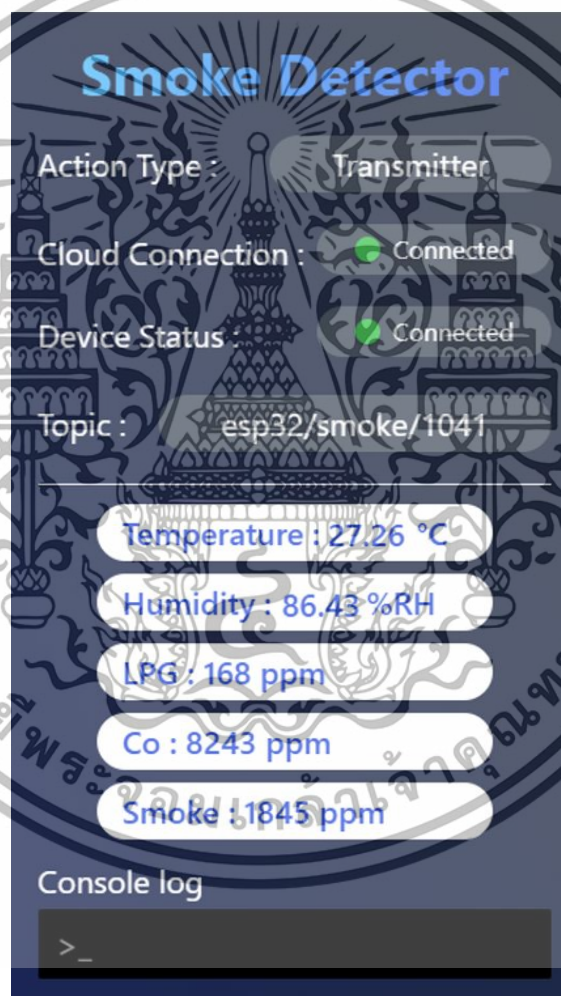 Smoke Detector
Action Type : Transmitter
Cloud Connection : Connected
Device Status : Connected
Topic : esp32/smoke/1041
Temperature : 27.26 °C
Humidity : 86.43 %RH
LPG : 168 ppm
Co : 8243 ppm
Smoke : 1845 ppm
Console log
>_